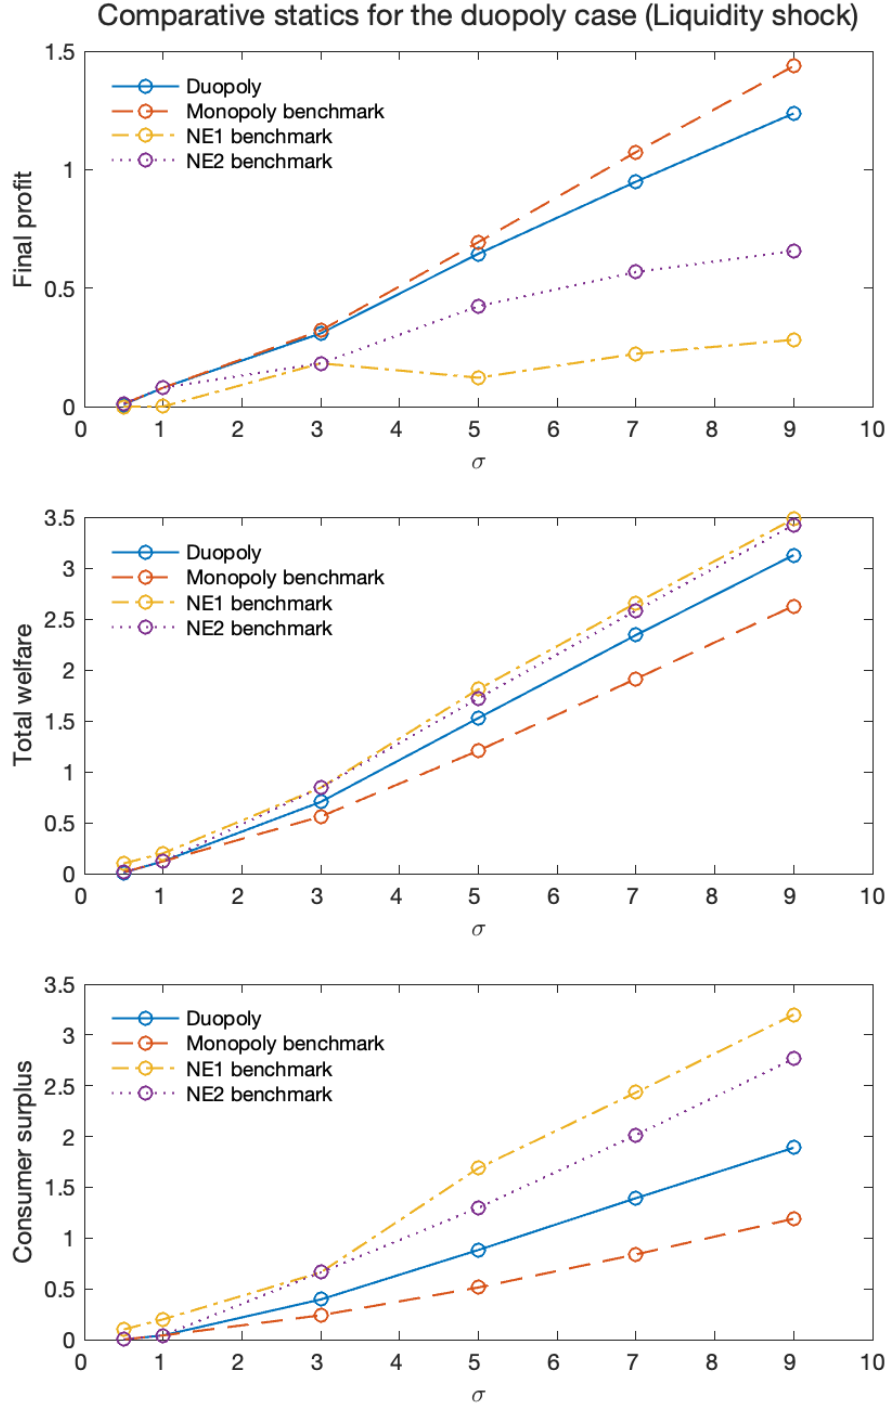 Comparative statics for the duopoly case (Liquidity shock)
1.5
1
0.5
0
Final profit
Duopoly
Monopoly benchmark
NE1 benchmark
NE2 benchmark
0 1 2 3 4 5 6 7 8 9 10
σ
3.5
3
2.5
2
1.5
1
0.5
0
Total welfare
Duopoly
Monopoly benchmark
NE1 benchmark
NE2 benchmark
0 1 2 3 4 5 6 7 8 9 10
σ
3.5
3
2.5
2
1.5
1
0.5
0
Consumer surplus
Duopoly
Monopoly benchmark
NE1 benchmark
NE2 benchmark
0 1 2 3 4 5 6 7 8 9 10
σ